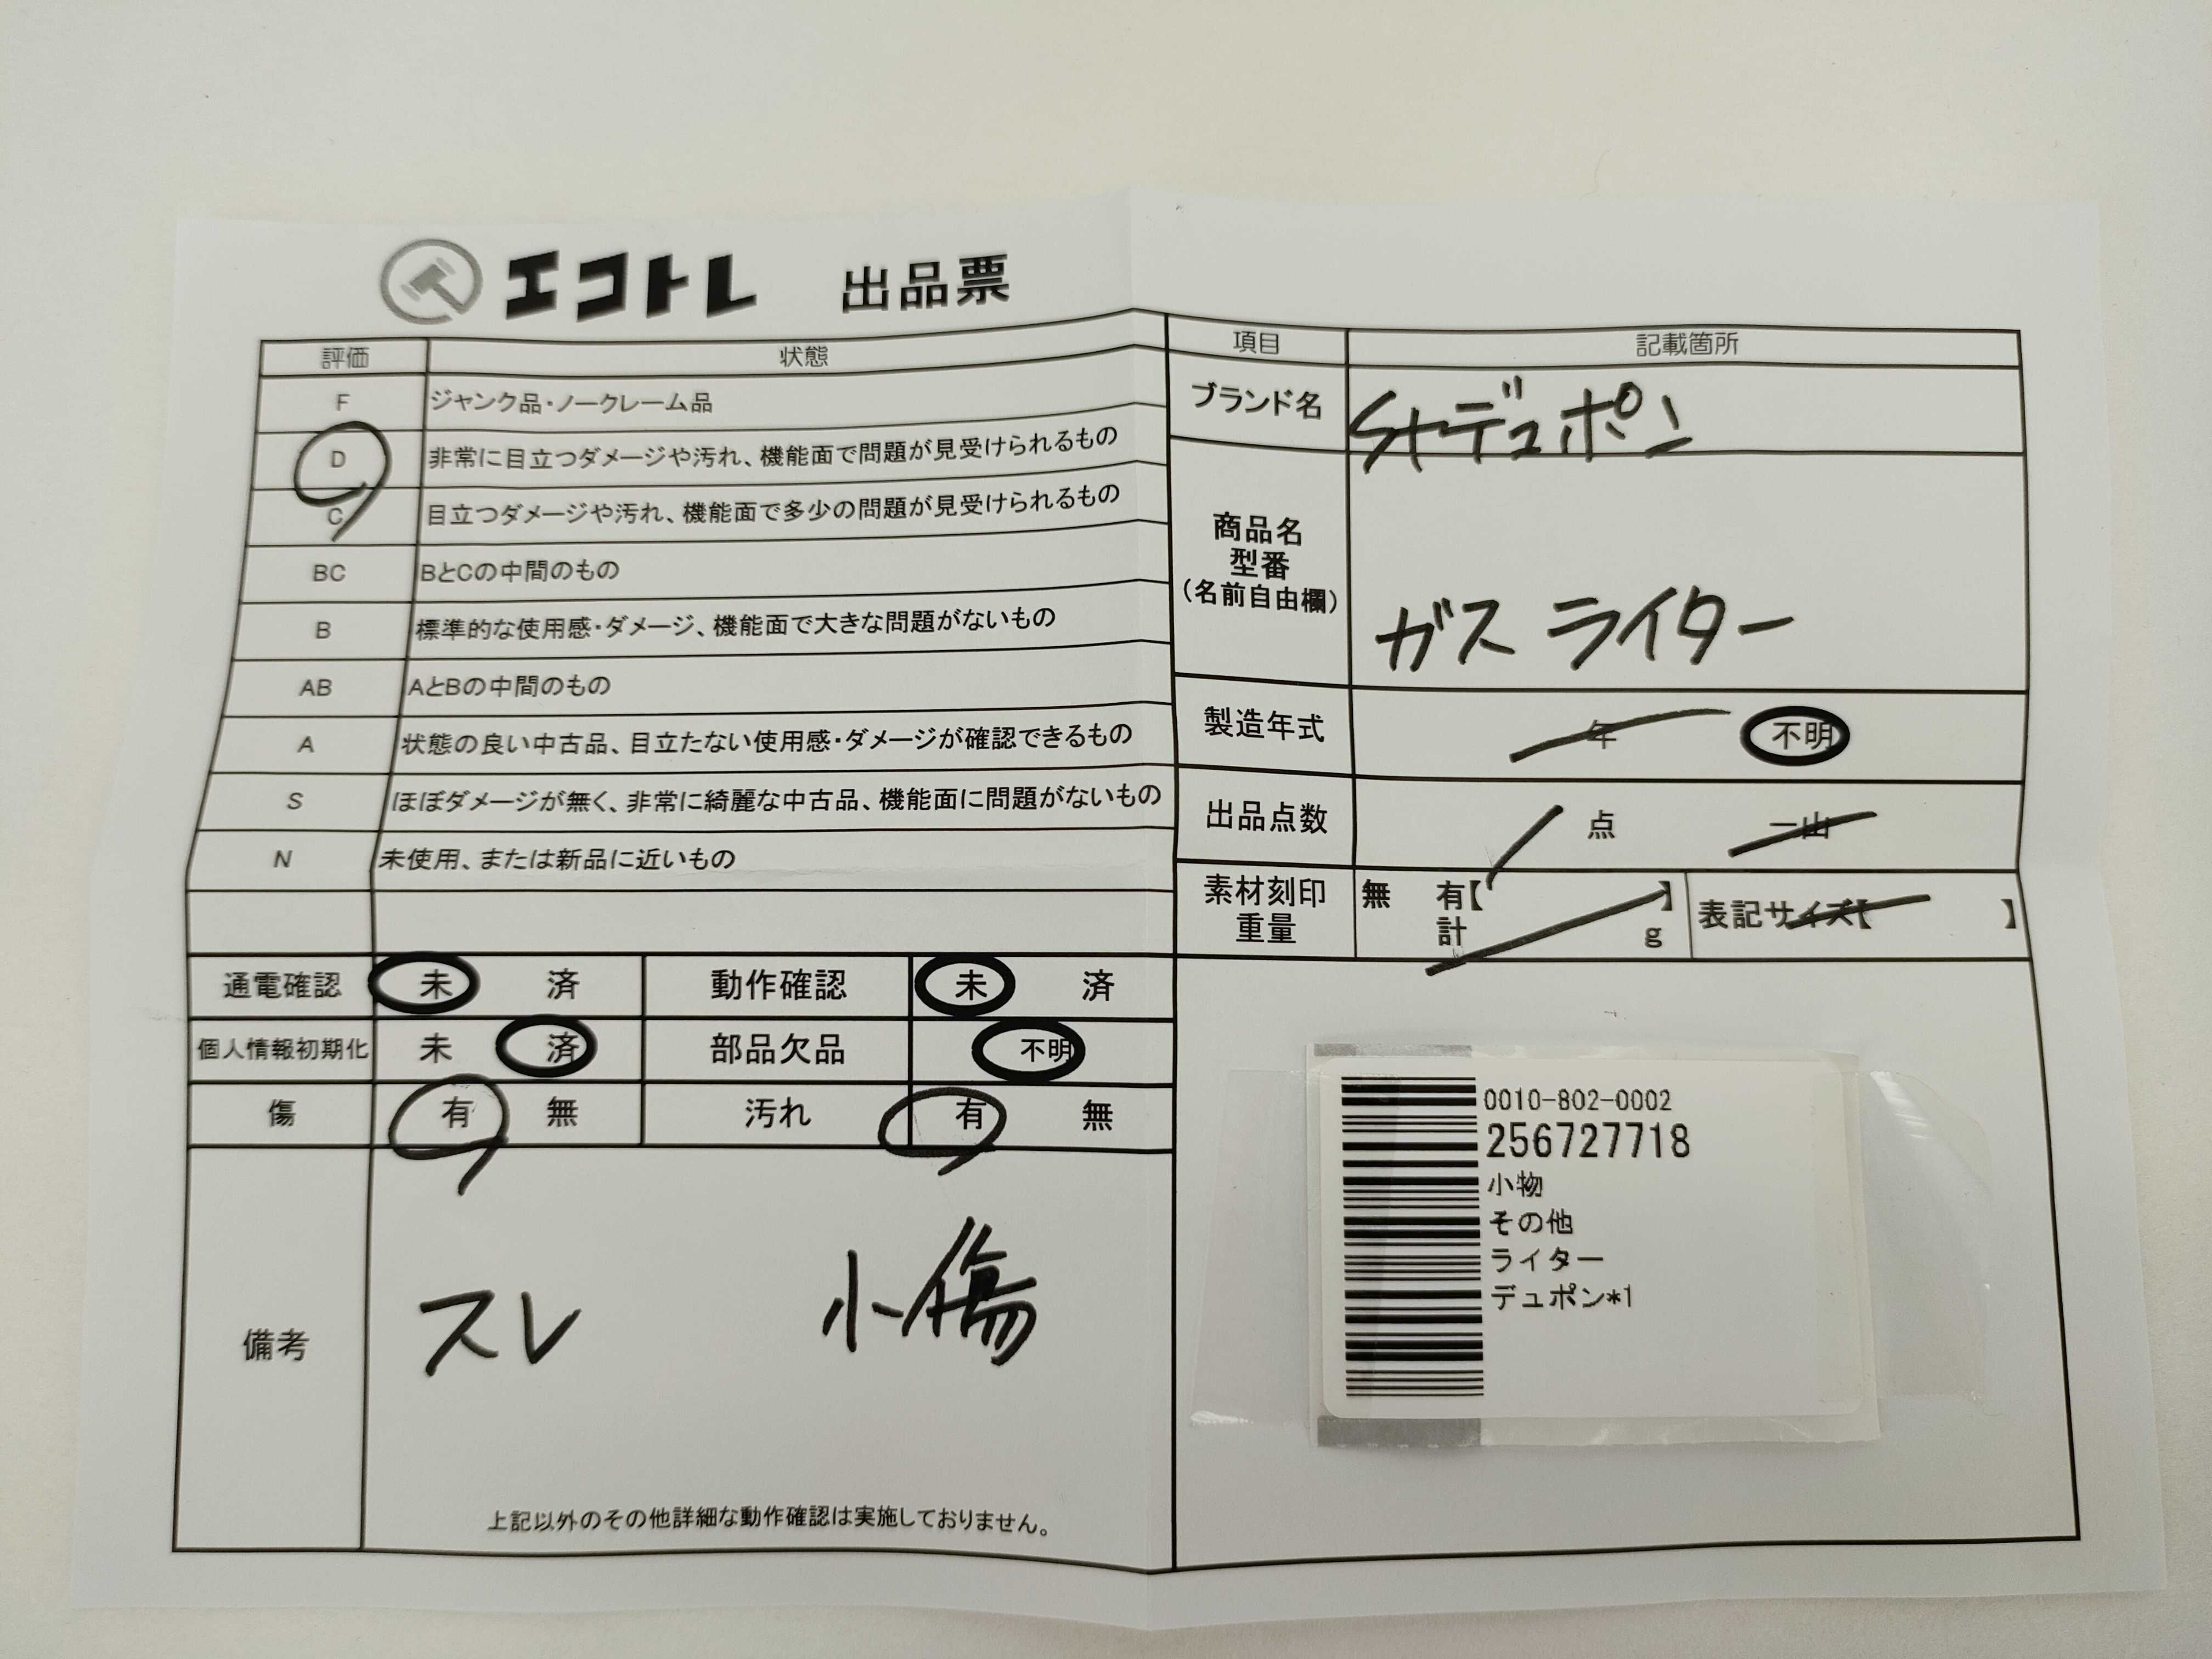 エコトレ 出品票
評価 状態
F ジャンク品・ノークレーム品
D 非常に目立つダメージや汚れ、機能面で問題が見受けられるもの
C 目立つダメージや汚れ、機能面で多少の問題が見受けられるもの
BC BとCの中間のもの
B 標準的な使用感・ダメージ、機能面で大きな問題がないもの
AB AとBの中間のもの
A 状態の良い中古品、目立たない使用感・ダメージが確認できるもの
S ほぼダメージが無く、非常に綺麗な中古品、機能面に問題がないもの
N 未使用、または新品に近いもの
通電確認 未 済 動作確認 未 済
個人情報初期化 未 済 部品欠品 不明
傷 有 無 汚れ 有 無
備考 スレ 小傷
上記以外のその他詳細な動作確認は実施しておりません。
項目 記載箇所
ブランド名 Stデュポン
商品名
型番
(名前自由欄)
ガスライター
製造年式 年 不明
出品点数 1 点 一山
素材刻印 無 有【 】
重量 計 g
表記サイズ【 】
0010-802-0002
256727718
小物
その他
ライター
デュポン*1